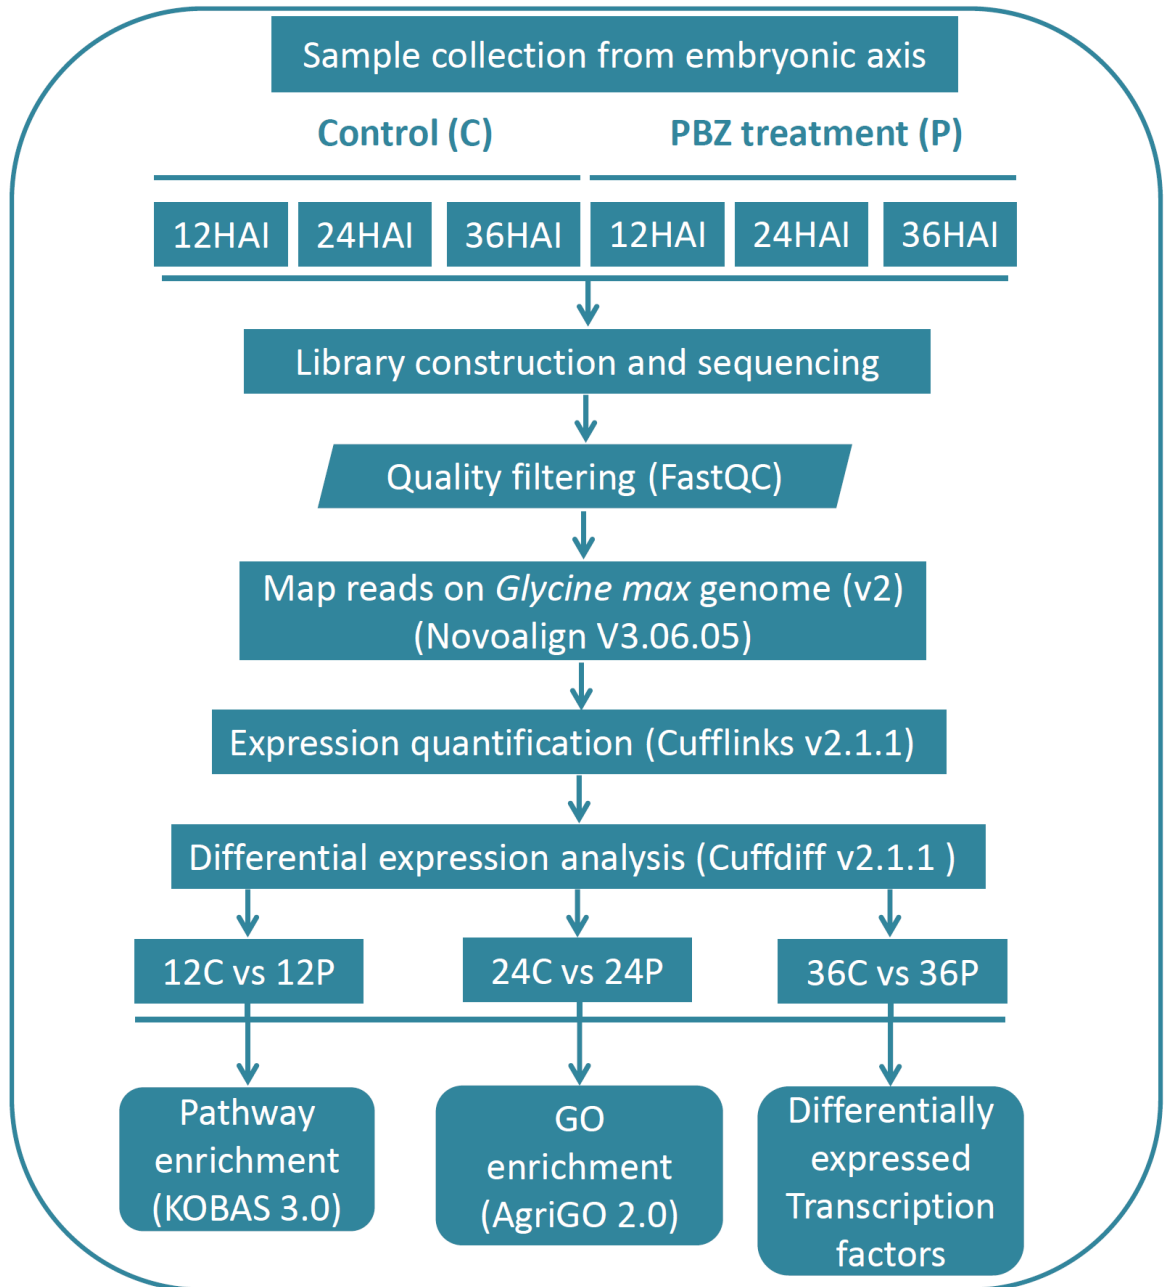 Sample collection from embryonic axis
Control (C) PBZ treatment (P)
12HAI 24HAI 36HAI 12HAI 24HAI 36HAI
Library construction and sequencing
Quality filtering (FastQC)
Map reads on Glycine max genome (v2)
(Novoalign V3.06.05)
Expression quantification (Cufflinks v2.1.1)
Differential expression analysis (Cuffdiff v2.1.1 )
12C vs 12P 24C vs 24P 36C vs 36P
Pathway
enrichment
(KOBAS 3.0)
GO
enrichment
(AgriGO 2.0)
Differentially
expressed
Transcription
factors